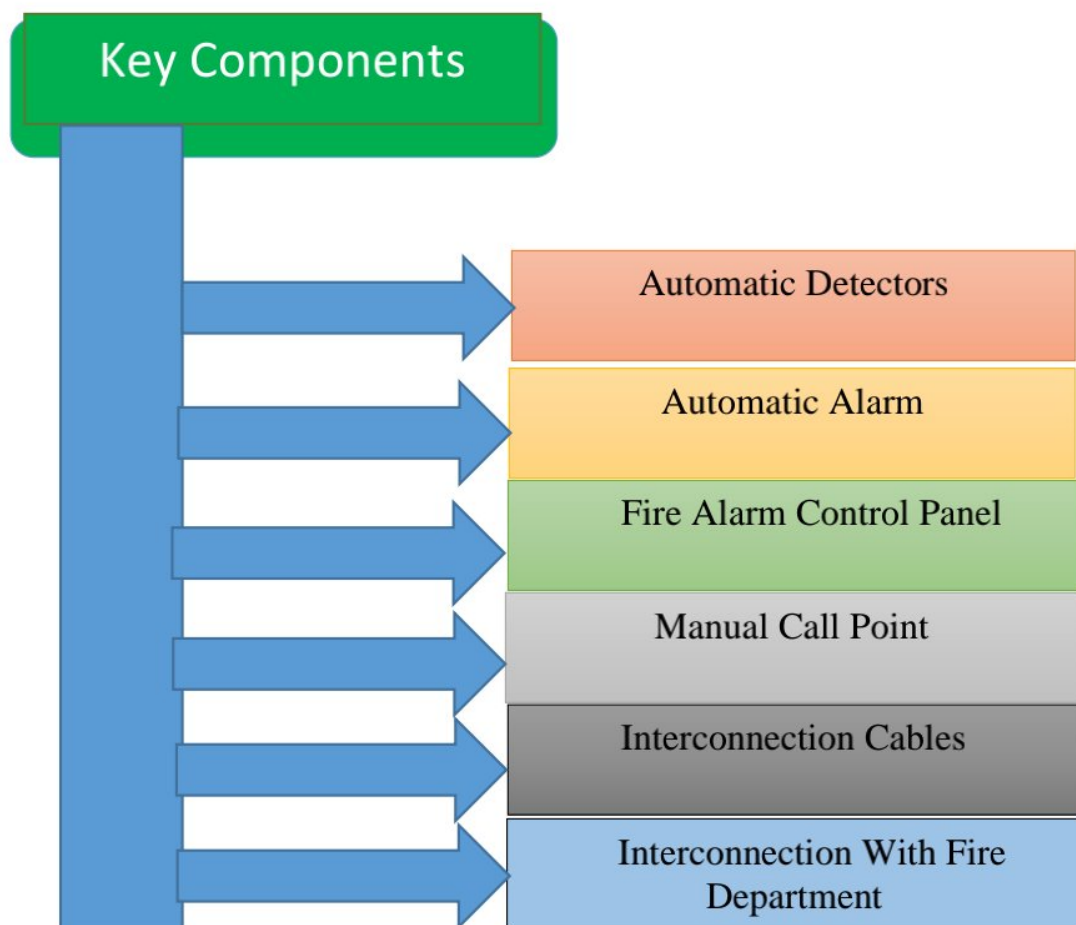 Key Components
Automatic Detectors
Automatic Alarm
Fire Alarm Control Panel
Manual Call Point
Interconnection Cables
Interconnection With Fire
Department